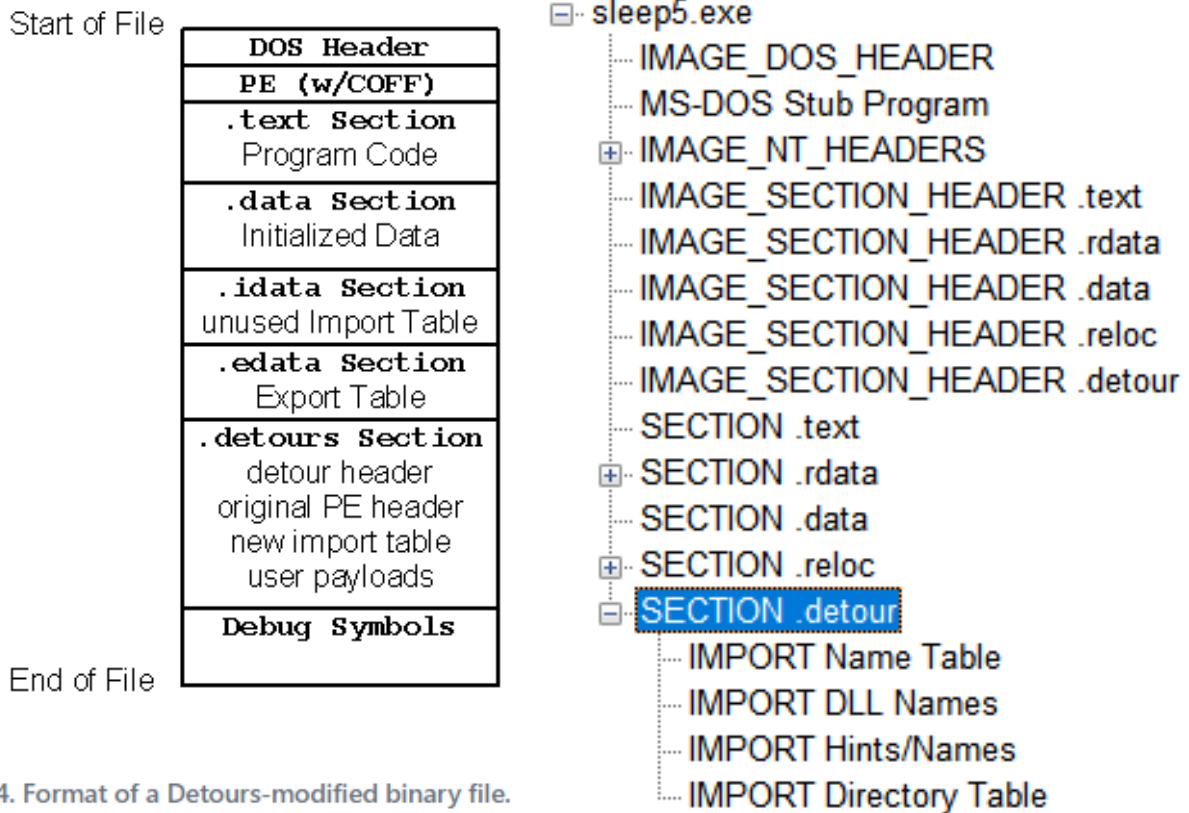 Start of File
DOS Header
PE (w/COFF)
.text Section
Program Code
.data Section
Initialized Data
.idata Section
unused Import Table
.edata Section
Export Table
.detours Section
detour header
original PE header
new import table
user payloads
Debug Symbols
End of File
4. Format of a Detours-modified binary file.
sleep5.exe
IMAGE_DOS_HEADER
MS-DOS Stub Program
IMAGE_NT_HEADERS
IMAGE_SECTION_HEADER .text
IMAGE_SECTION_HEADER .rdata
IMAGE_SECTION_HEADER .data
IMAGE_SECTION_HEADER .reloc
IMAGE_SECTION_HEADER .detour
SECTION .text
SECTION .rdata
SECTION .data
SECTION .reloc
SECTION .detour
IMPORT Name Table
IMPORT DLL Names
IMPORT Hints/Names
IMPORT Directory Table